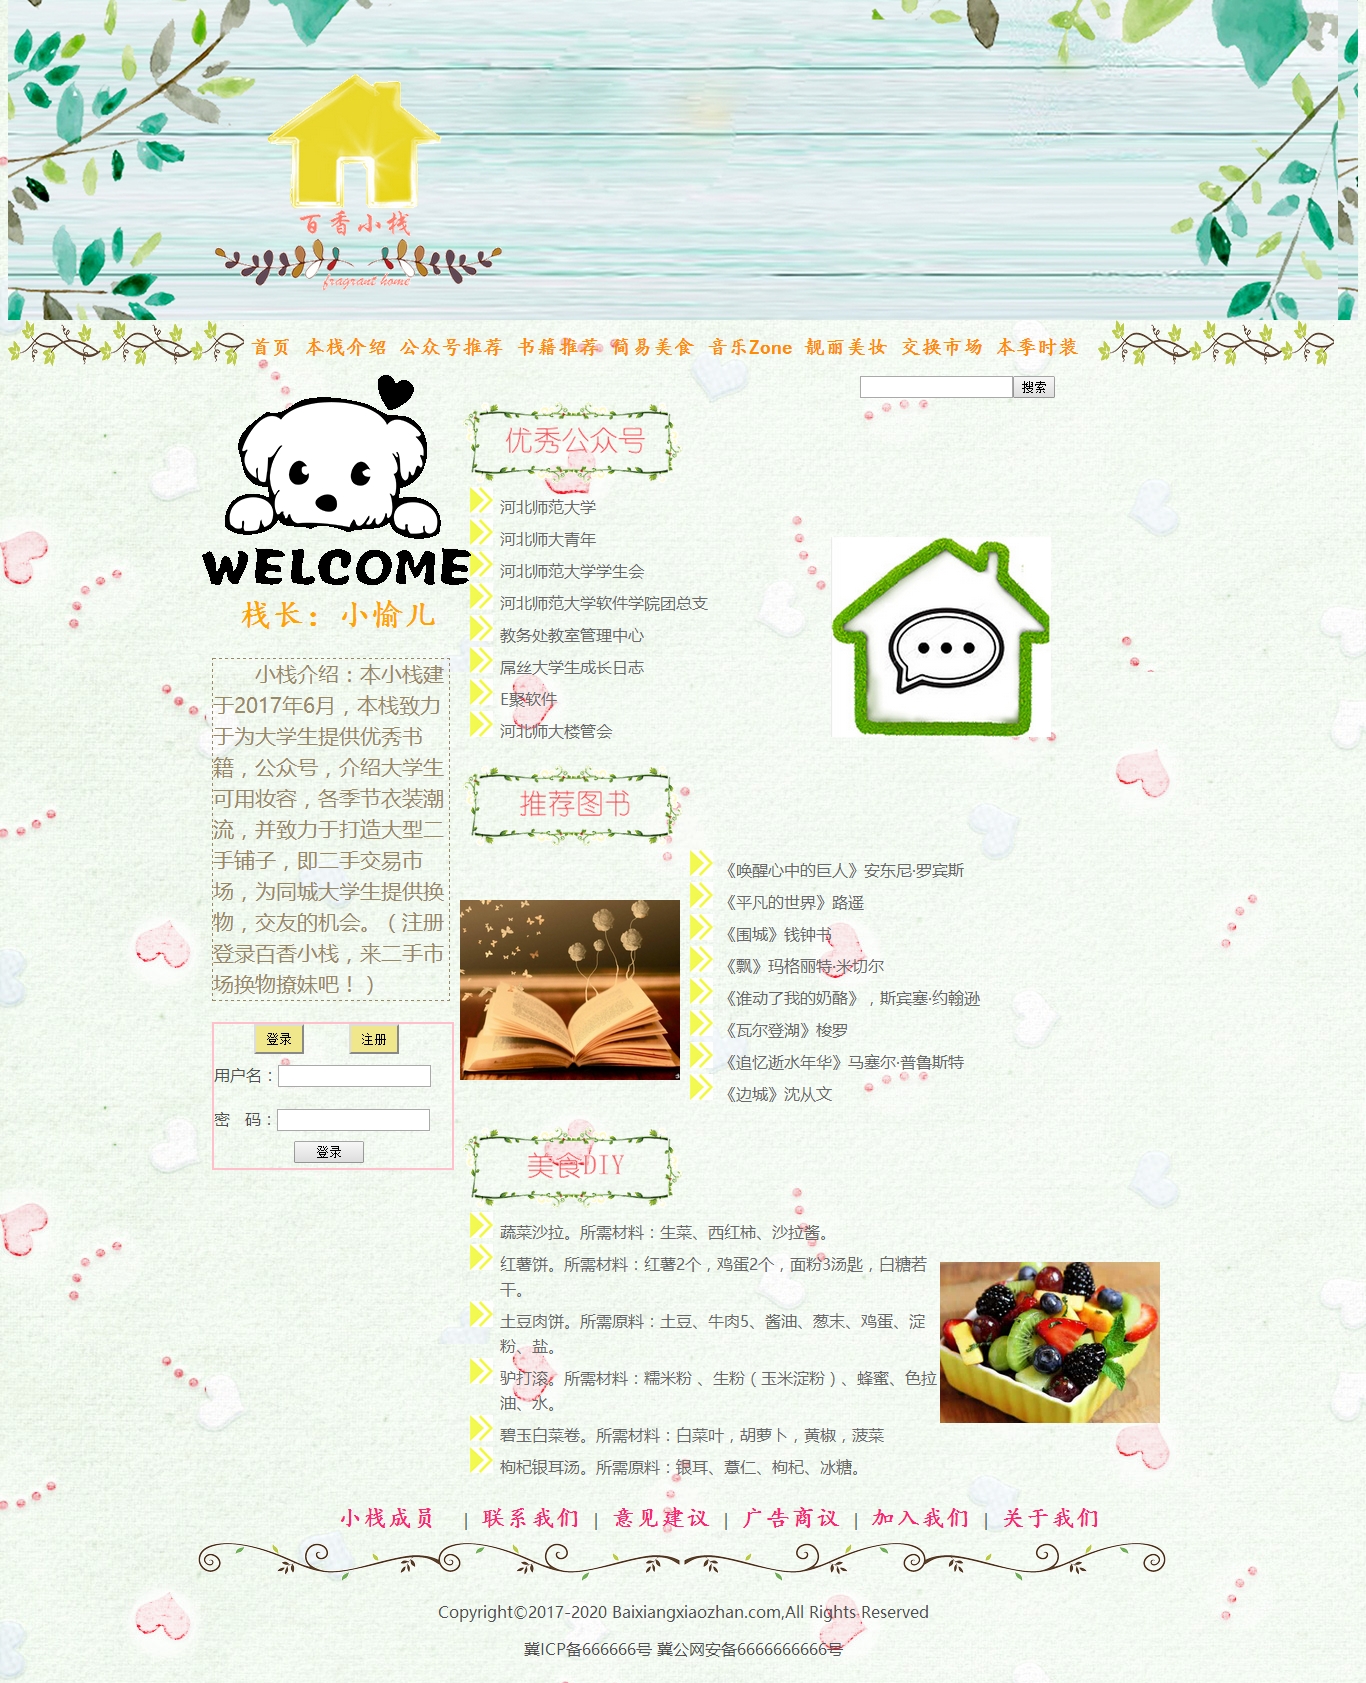 百香小栈
fragrant home
首页 本栈介绍 公众号推荐 书籍推荐 简易美食 音乐Zone 靓丽美妆 交换市场 本季时装
搜索
WELCOME
栈长：小愉儿
小栈介绍：本小栈建
于2017年6月，本栈致力
于为大学生提供优秀书
籍，公众号，介绍大学生
可用妆容，各季节衣装潮
流，并致力于打造大型二
手铺子，即二手交易市
场，为同城大学生提供换
物，交友的机会。（注册
登录百香小栈，来二手市
场换物撩妹吧！）
登录 注册
用户名：
密 码：
登录
优秀公众号
河北师范大学
河北师大青年
河北师范大学学生会
河北师范大学软件学院团总支
教务处教室管理中心
屌丝大学生成长日志
E聚软件
河北师大楼管会
推荐图书
《唤醒心中的巨人》安东尼·罗宾斯
《平凡的世界》路遥
《围城》钱钟书
《飘》玛格丽特·米切尔
《谁动了我的奶酪》，斯宾塞·约翰逊
《瓦尔登湖》梭罗
《追忆逝水年华》马塞尔·普鲁斯特
《边城》沈从文
美食DIY
蔬菜沙拉。所需材料：生菜、西红柿、沙拉酱。
红薯饼。所需材料：红薯2个，鸡蛋2个，面粉3汤匙，白糖若
干。
土豆肉饼。所需原料：土豆、牛肉5、酱油、葱末、鸡蛋、淀
粉、盐。
驴打滚。所需材料：糯米粉 、生粉（玉米淀粉）、蜂蜜、色拉
油、水。
碧玉白菜卷。所需材料：白菜叶，胡萝卜，黄椒，菠菜
枸杞银耳汤。所需原料：银耳、薏仁、枸杞、冰糖。
小栈成员 | 联系我们 | 意见建议 | 广告商议 | 加入我们 | 关于我们
Copyright©2017-2020 Baixiangxiaozhan.com,All Rights Reserved
冀ICP备666666号 冀公网安备6666666666号